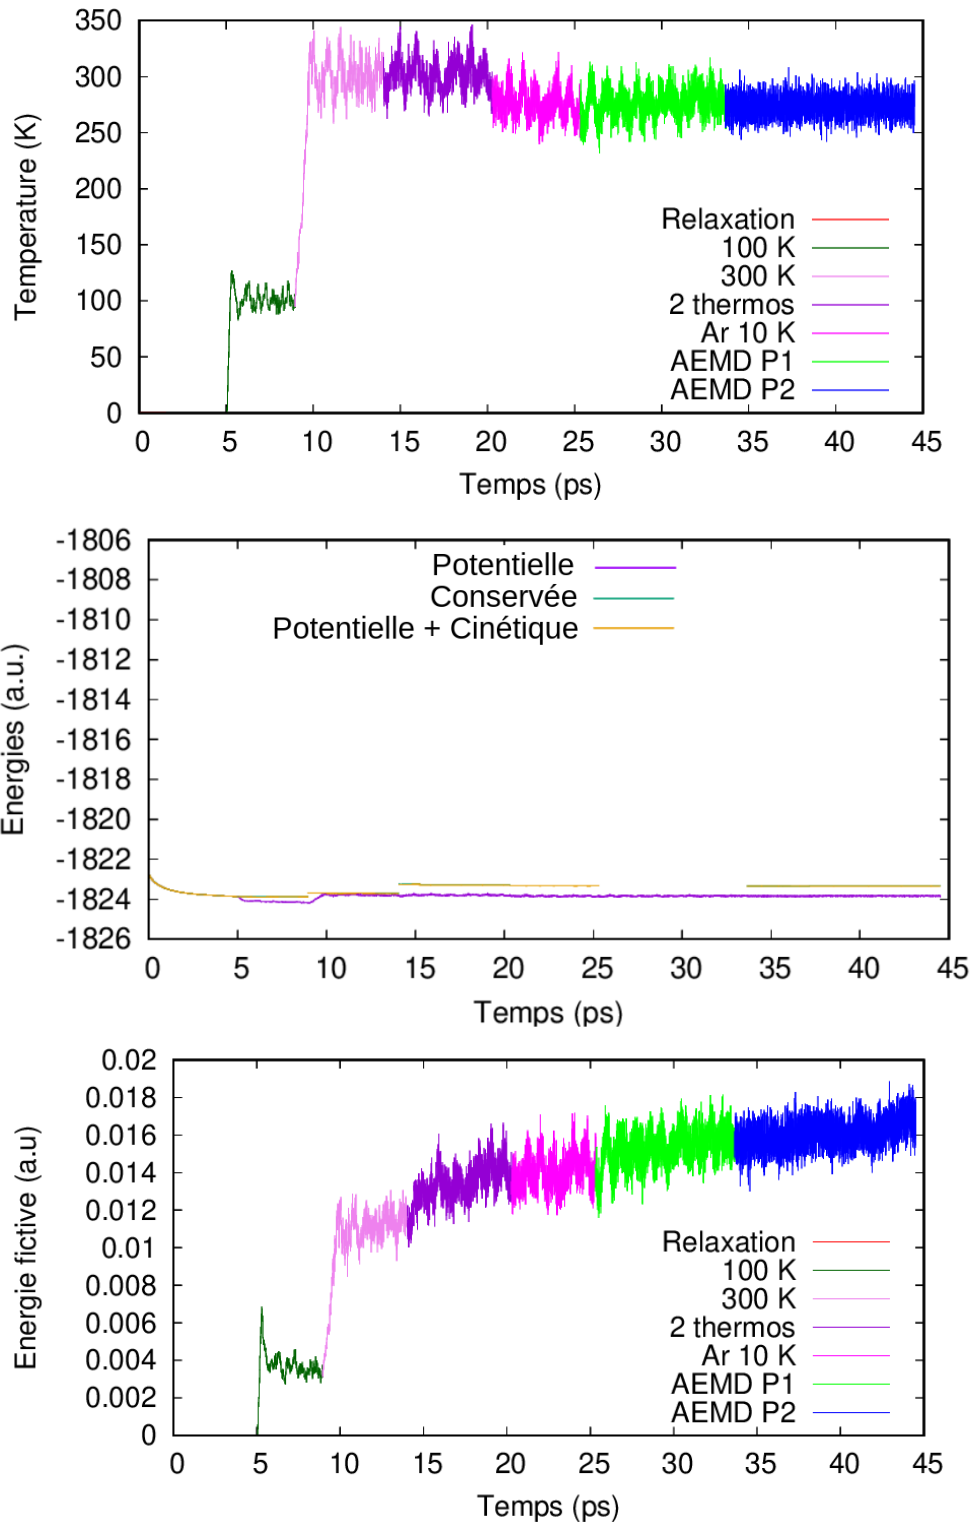 350
300
250
200
150
100
50
0
Temperature (K)
Relaxation
100 K
300 K
2 thermos
Ar 10 K
AEMD P1
AEMD P2
0 5 10 15 20 25 30 35 40 45
Temps (ps)
-1806
-1808
-1810
-1812
-1814
-1816
-1818
-1820
-1822
-1824
-1826
Energies (a.u.)
Potentielle
Conservée
Potentielle + Cinétique
0 5 10 15 20 25 30 35 40 45
Temps (ps)
0.02
0.018
0.016
0.014
0.012
0.01
0.008
0.006
0.004
0.002
0
Energie fictive (a.u)
Relaxation
100 K
300 K
2 thermos
Ar 10 K
AEMD P1
AEMD P2
0 5 10 15 20 25 30 35 40 45
Temps (ps)